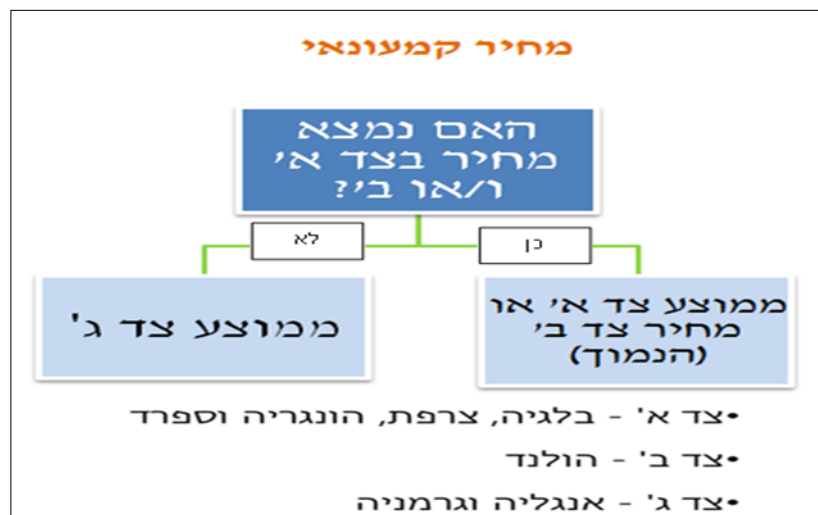 מחיר קמעונאי
האם נמצא
מחיר בצד א'
ו/או ב'?
לא
כן
ממוצע צד א' או
מחיר צד ב'
(הנמוך)
ממוצע צד ג'
•צד א' - בלגיה, צרפת, הונגריה וספרד
•צד ב' - הולנד
•צד ג' - אנגליה וגרמניה